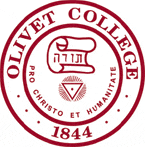 OLIVET COLLEGE
תורה
PRO CHRISTO ET HUMANITATE
1844